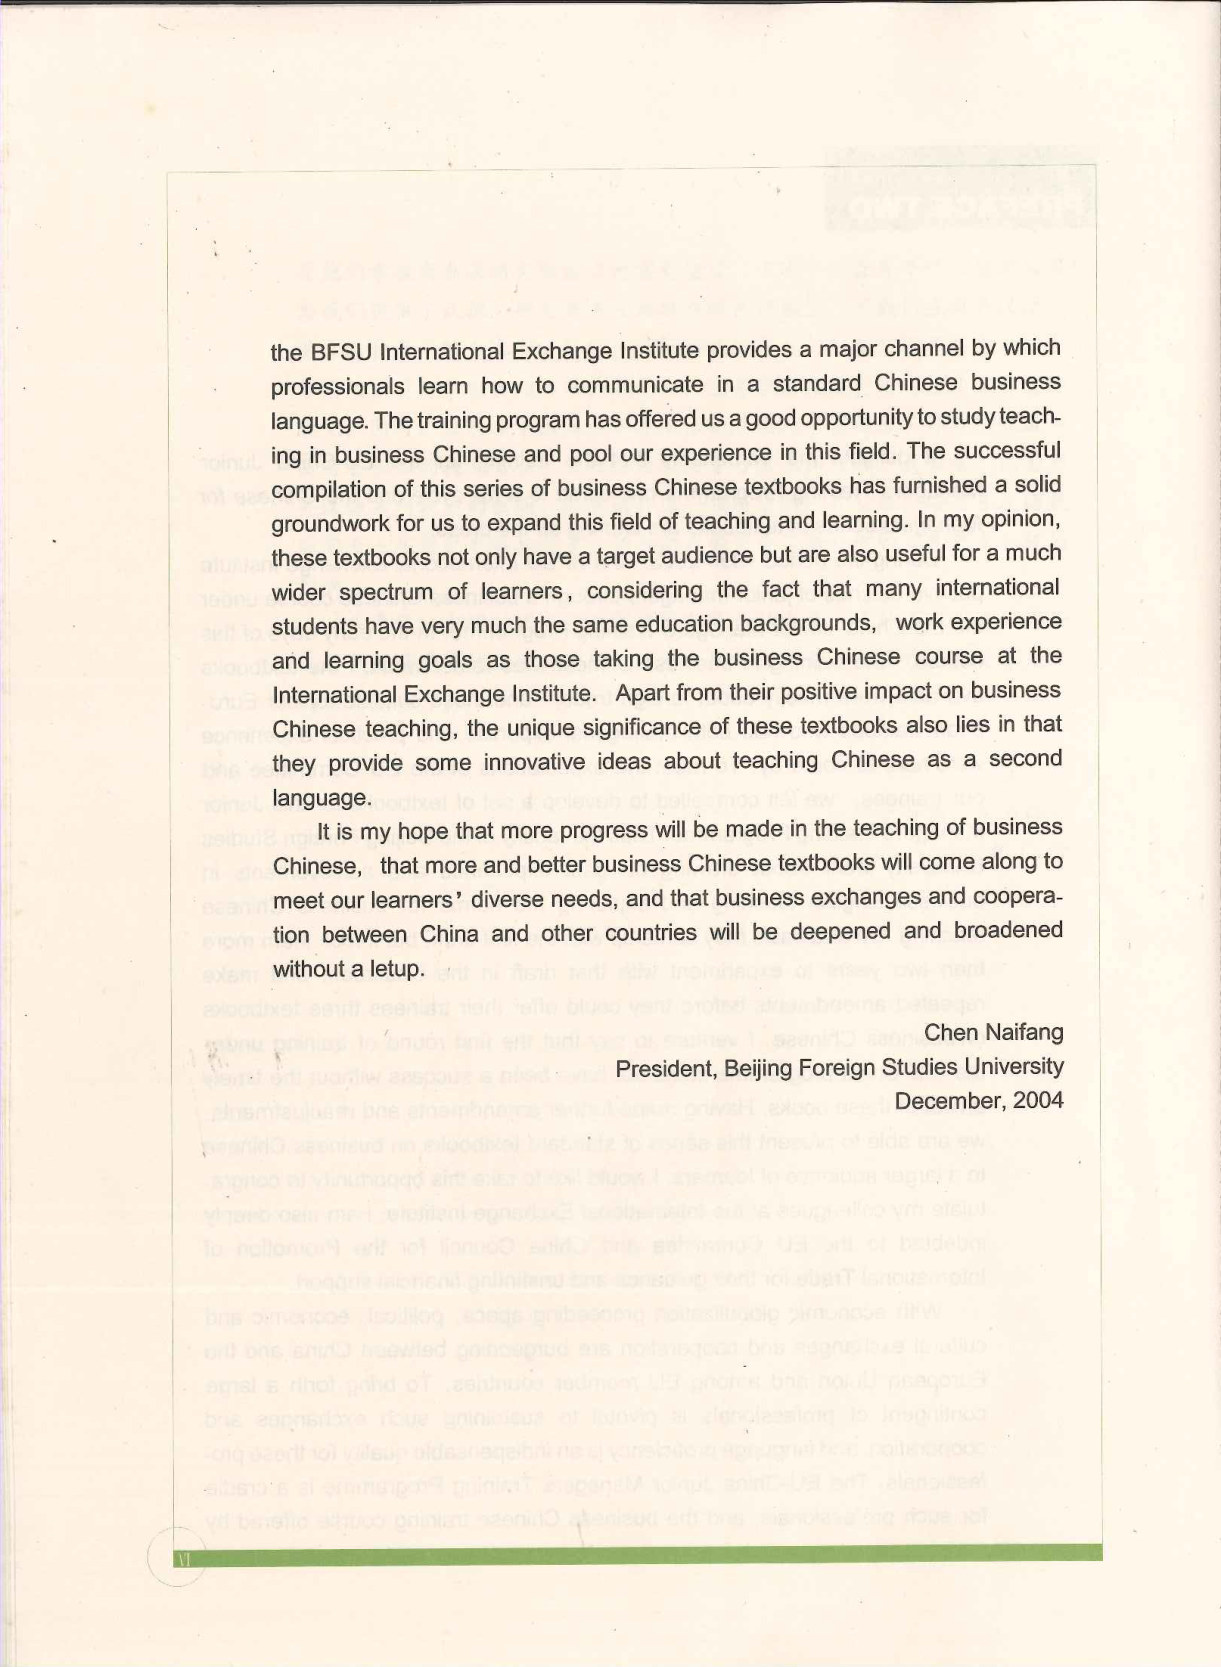 the BFSU International Exchange Institute provides a major channel by which
professionals learn how to communicate in a standard Chinese business
language. The training program has offered us a good opportunity to study teach-
ing in business Chinese and pool our experience in this field. The successful
compilation of this series of business Chinese textbooks has furnished a solid
groundwork for us to expand this field of teaching and learning. In my opinion,
these textbooks not only have a target audience but are also useful for a much
wider spectrum of learners, considering the fact that many international
students have very much the same education backgrounds, work experience
and learning goals as those taking the business Chinese course at the
International Exchange Institute. Apart from their positive impact on business
Chinese teaching, the unique significance of these textbooks also lies in that
they provide some innovative ideas about teaching Chinese as a second
language.
It is my hope that more progress will be made in the teaching of business
Chinese, that more and better business Chinese textbooks will come along to
meet our learners' diverse needs, and that business exchanges and coopera-
tion between China and other countries will be deepened and broadened
without a letup.
Chen Naifang
President, Beijing Foreign Studies University
December, 2004
VI